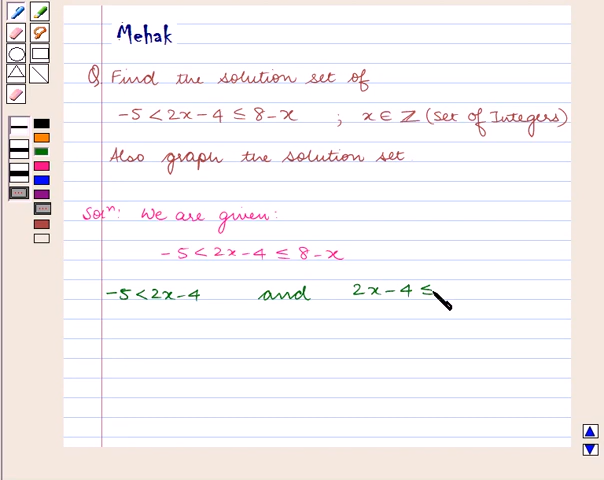 Mehak
Q. Find the solution set of
-5 < 2x - 4 ≤ 8 - x ; x ∈ Z (Set of Integers)
Also graph the solution set
Solⁿ: We are given:
-5 < 2x - 4 ≤ 8 - x
-5 < 2x - 4 and 2x - 4 ≤